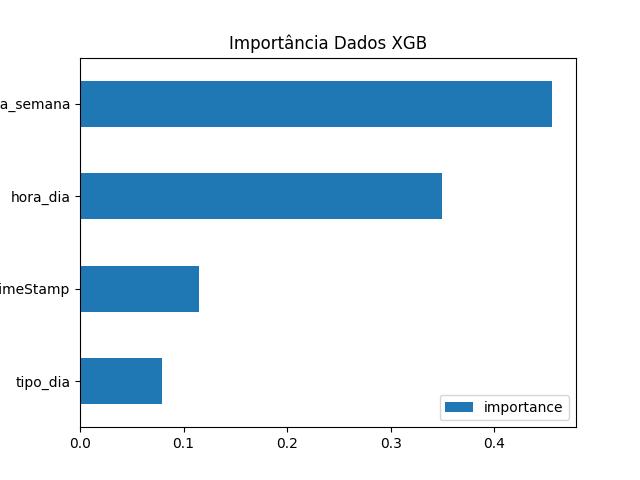 Importância Dados XGB
a_semana
hora_dia
imeStamp
tipo_dia
importance
0.0 0.1 0.2 0.3 0.4